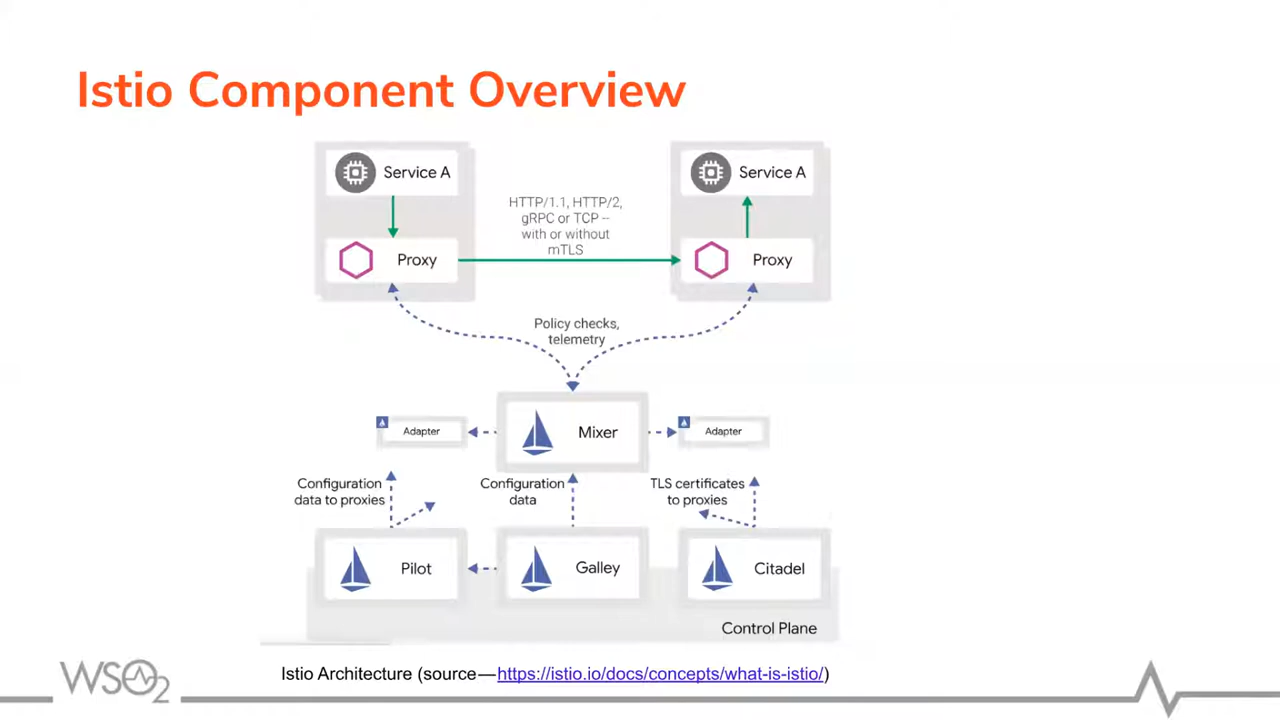 Istio Component Overview
Service A
Service A
HTTP/1.1, HTTP/2,
gRPC or TCP --
with or without
mTLS
Proxy
Proxy
Policy checks,
telemetry
Adapter
Mixer
Adapter
Configuration
data to proxies
Configuration
data
TLS certificates
to proxies
Pilot
Galley
Citadel
Control Plane
WSO2
Istio Architecture (source — https://istio.io/docs/concepts/what-is-istio/)